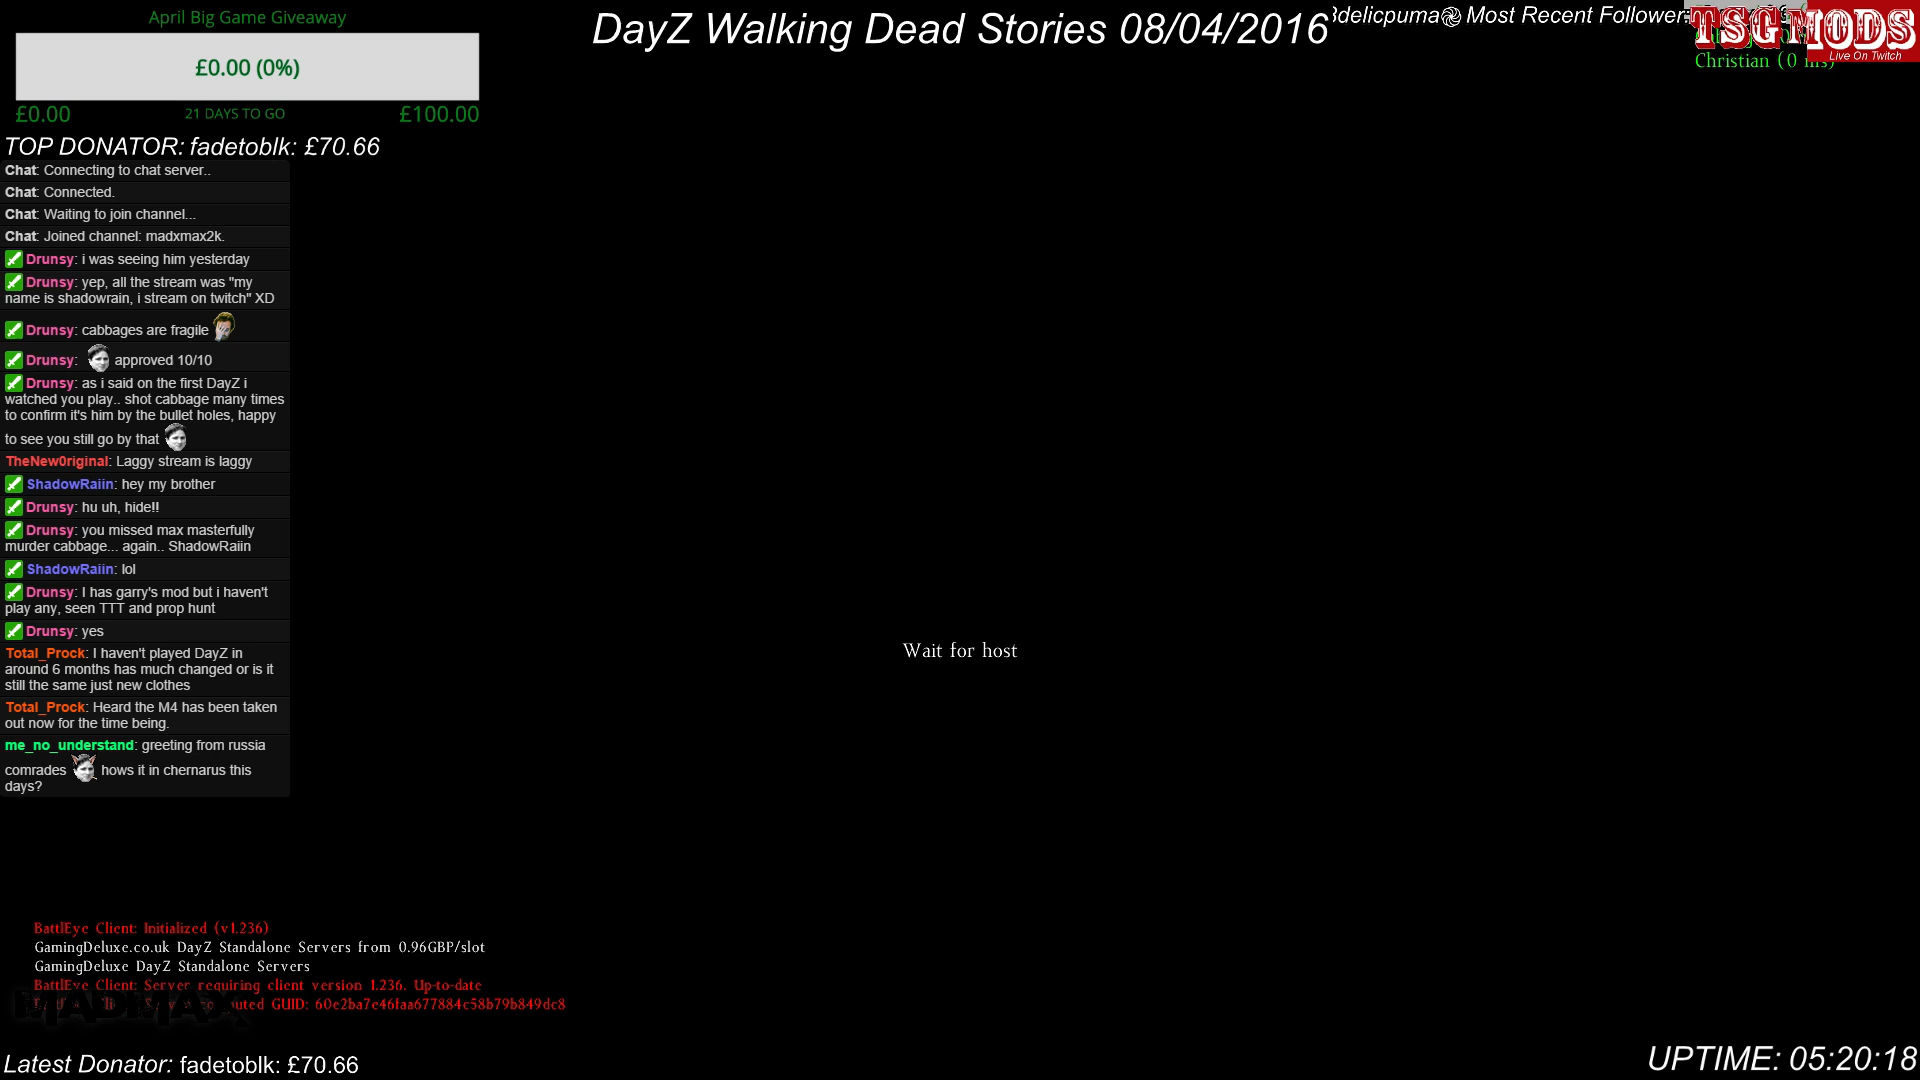 April Big Game Giveaway
£0.00 (0%)
£0.00 21 DAYS TO GO £100.00
TOP DONATOR: fadetoblk: £70.66
DayZ Walking Dead Stories 08/04/2016
Most Recent Follower:
TSGMODS
Live On Twitch
Christian (0 ms)
Chat: Connecting to chat server..
Chat: Connected.
Chat: Waiting to join channel...
Chat: Joined channel: madxmax2k.
Drunsy: i was seeing him yesterday
Drunsy: yep, all the stream was "my
name is shadowrain, i stream on twitch" XD
Drunsy: cabbages are fragile
Drunsy: approved 10/10
Drunsy: as i said on the first DayZ i
watched you play.. shot cabbage many times
to confirm it's him by the bullet holes, happy
to see you still go by that
TheNew0riginal: Laggy stream is laggy
ShadowRaiin: hey my brother
Drunsy: hu uh, hide!!
Drunsy: you missed max masterfully
murder cabbage... again.. ShadowRaiin
ShadowRaiin: lol
Drunsy: I has garry's mod but i haven't
play any, seen TTT and prop hunt
Drunsy: yes
Total_Prock: I haven't played DayZ in
around 6 months has much changed or is it
still the same just new clothes
Total_Prock: Heard the M4 has been taken
out now for the time being.
me_no_understand: greeting from russia
comrades hows it in chernarus this
days?
Wait for host
BattlEye Client: Initialized (v1.236)
GamingDeluxe.co.uk DayZ Standalone Servers from 0.96GBP/slot
GamingDeluxe DayZ Standalone Servers
BattlEye Client: Server requiring client version 1.236. Up-to-date
GUID: 60e2ba7e46faa677884c58b79b849dc8
MADMAX
Latest Donator: fadetoblk: £70.66
UPTIME: 05:20:18